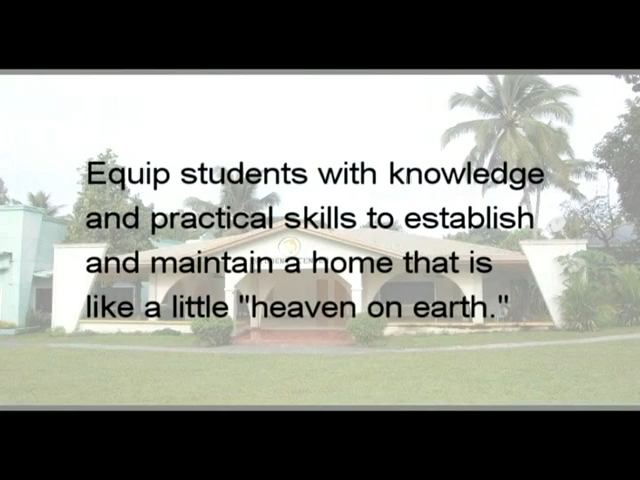 Equip students with knowledge
and practical skills to establish
and maintain a home that is
like a little "heaven on earth."